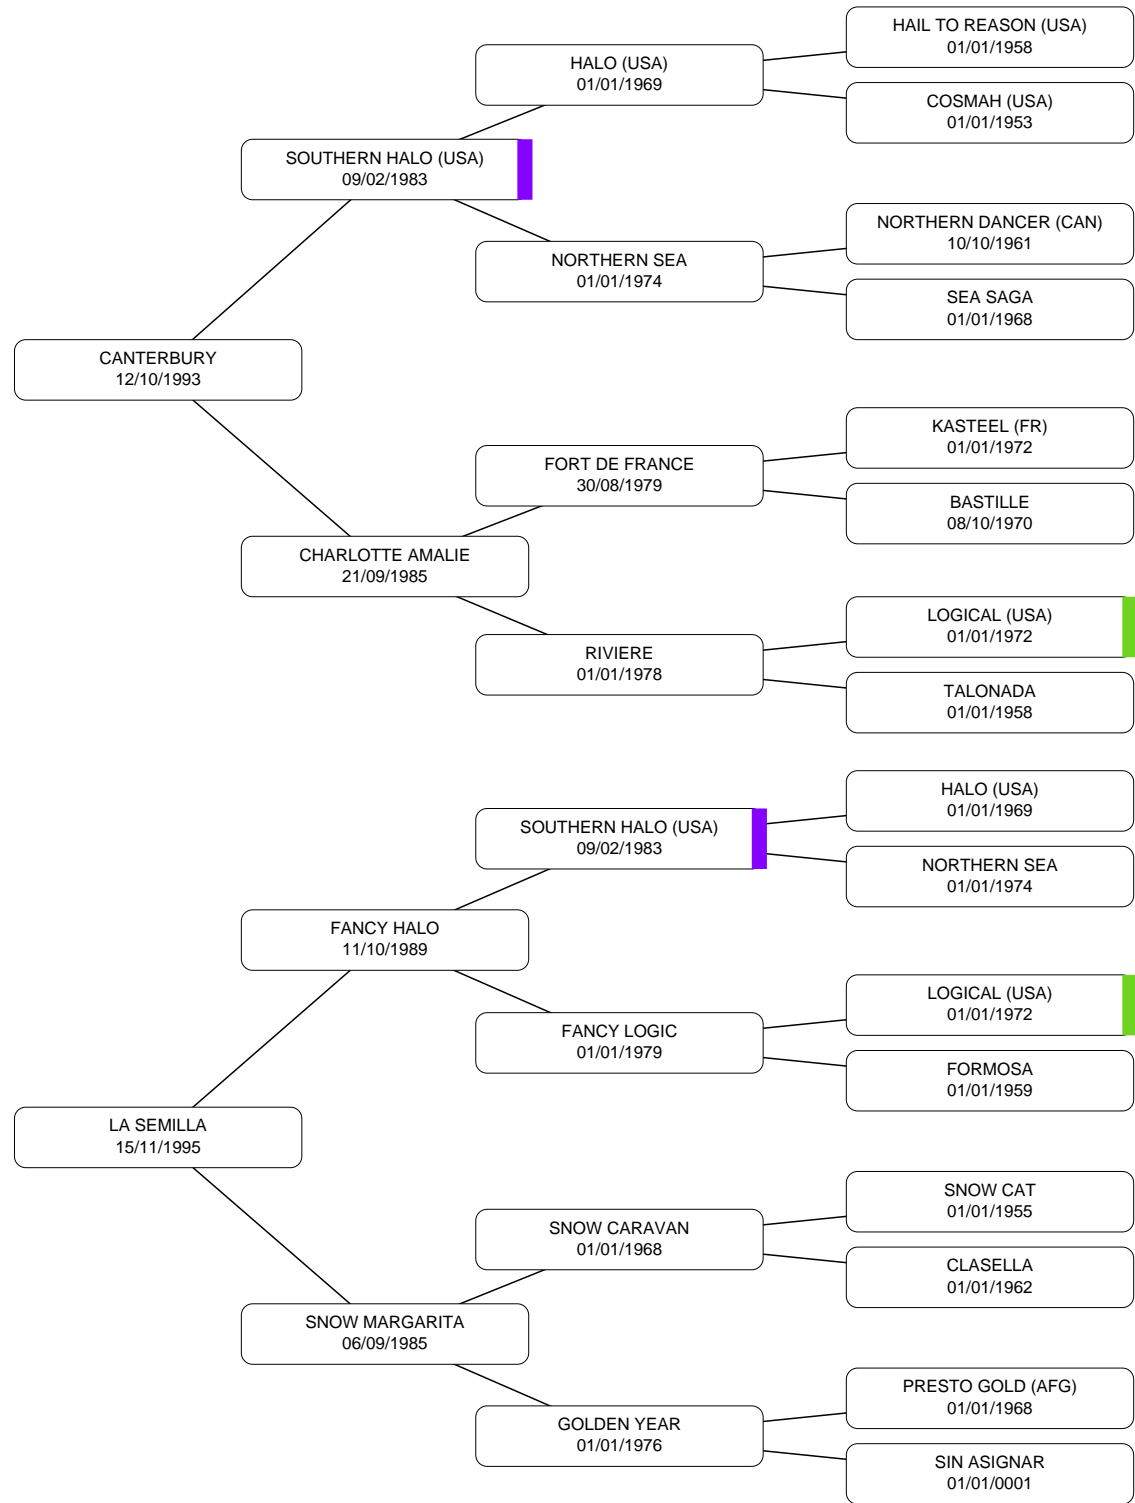 HAIL TO REASON (USA)
01/01/1958
HALO (USA)
01/01/1969
COSMAH (USA)
01/01/1953
SOUTHERN HALO (USA)
09/02/1983
NORTHERN DANCER (CAN)
10/10/1961
NORTHERN SEA
01/01/1974
SEA SAGA
01/01/1968
CANTERBURY
12/10/1993
KASTEEL (FR)
01/01/1972
FORT DE FRANCE
30/08/1979
BASTILLE
08/10/1970
CHARLOTTE AMALIE
21/09/1985
LOGICAL (USA)
01/01/1972
RIVIERE
01/01/1978
TALONADA
01/01/1958
HALO (USA)
01/01/1969
SOUTHERN HALO (USA)
09/02/1983
NORTHERN SEA
01/01/1974
FANCY HALO
11/10/1989
LOGICAL (USA)
01/01/1972
FANCY LOGIC
01/01/1979
FORMOSA
01/01/1959
LA SEMILLA
15/11/1995
SNOW CAT
01/01/1955
SNOW CARAVAN
01/01/1968
CLASELLA
01/01/1962
SNOW MARGARITA
06/09/1985
PRESTO GOLD (AFG)
01/01/1968
GOLDEN YEAR
01/01/1976
SIN ASIGNAR
01/01/0001